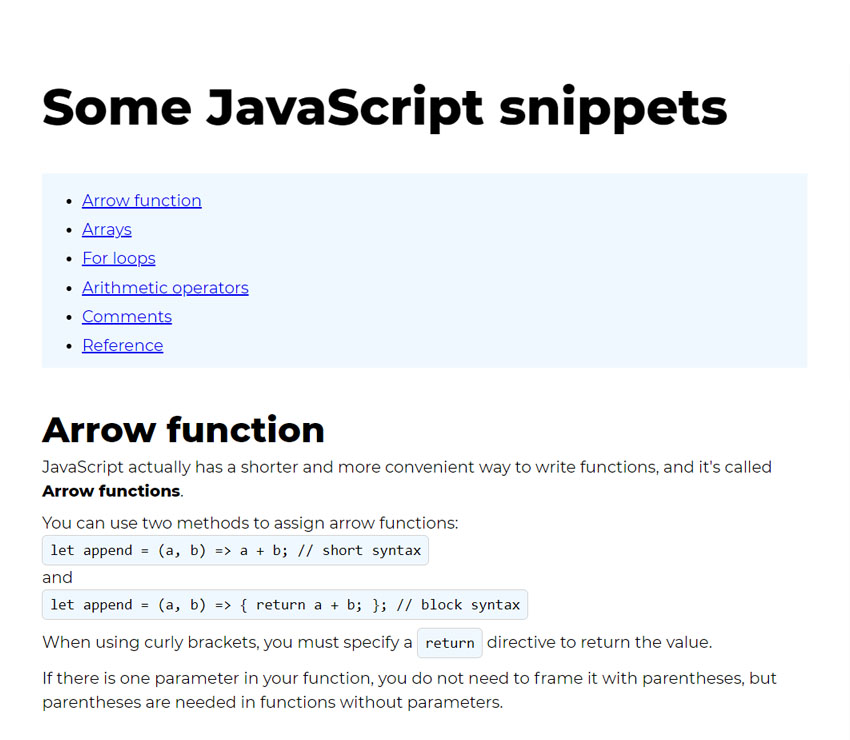 Some JavaScript snippets
Arrow function
Arrays
For loops
Arithmetic operators
Comments
Reference
Arrow function
JavaScript actually has a shorter and more convenient way to write functions, and it's called
Arrow functions.
You can use two methods to assign arrow functions:
let append = (a, b) => a + b; // short syntax
and
let append = (a, b) => { return a + b; }; // block syntax
When using curly brackets, you must specify a return directive to return the value.
If there is one parameter in your function, you do not need to frame it with parentheses, but
parentheses are needed in functions without parameters.